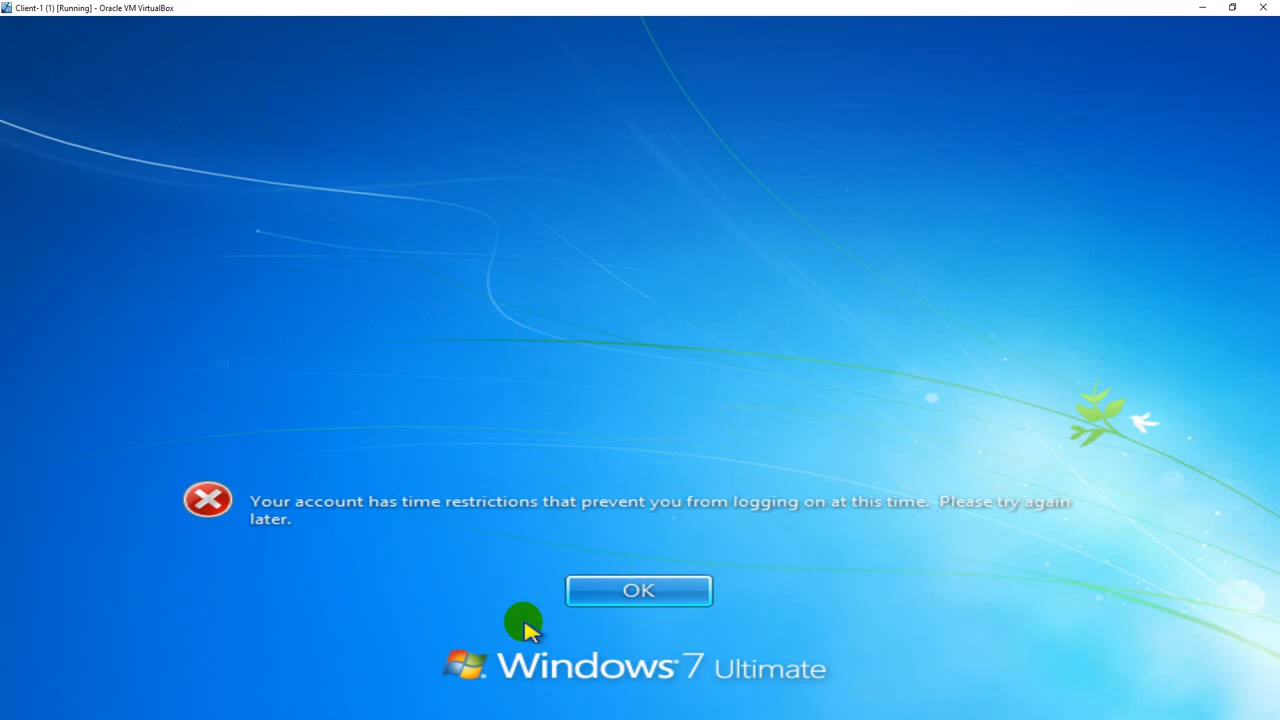 Client-1 (1) [Running] - Oracle VM VirtualBox
Your account has time restrictions that prevent you from logging on at this time. Please try again
later.
OK
Windows 7 Ultimate